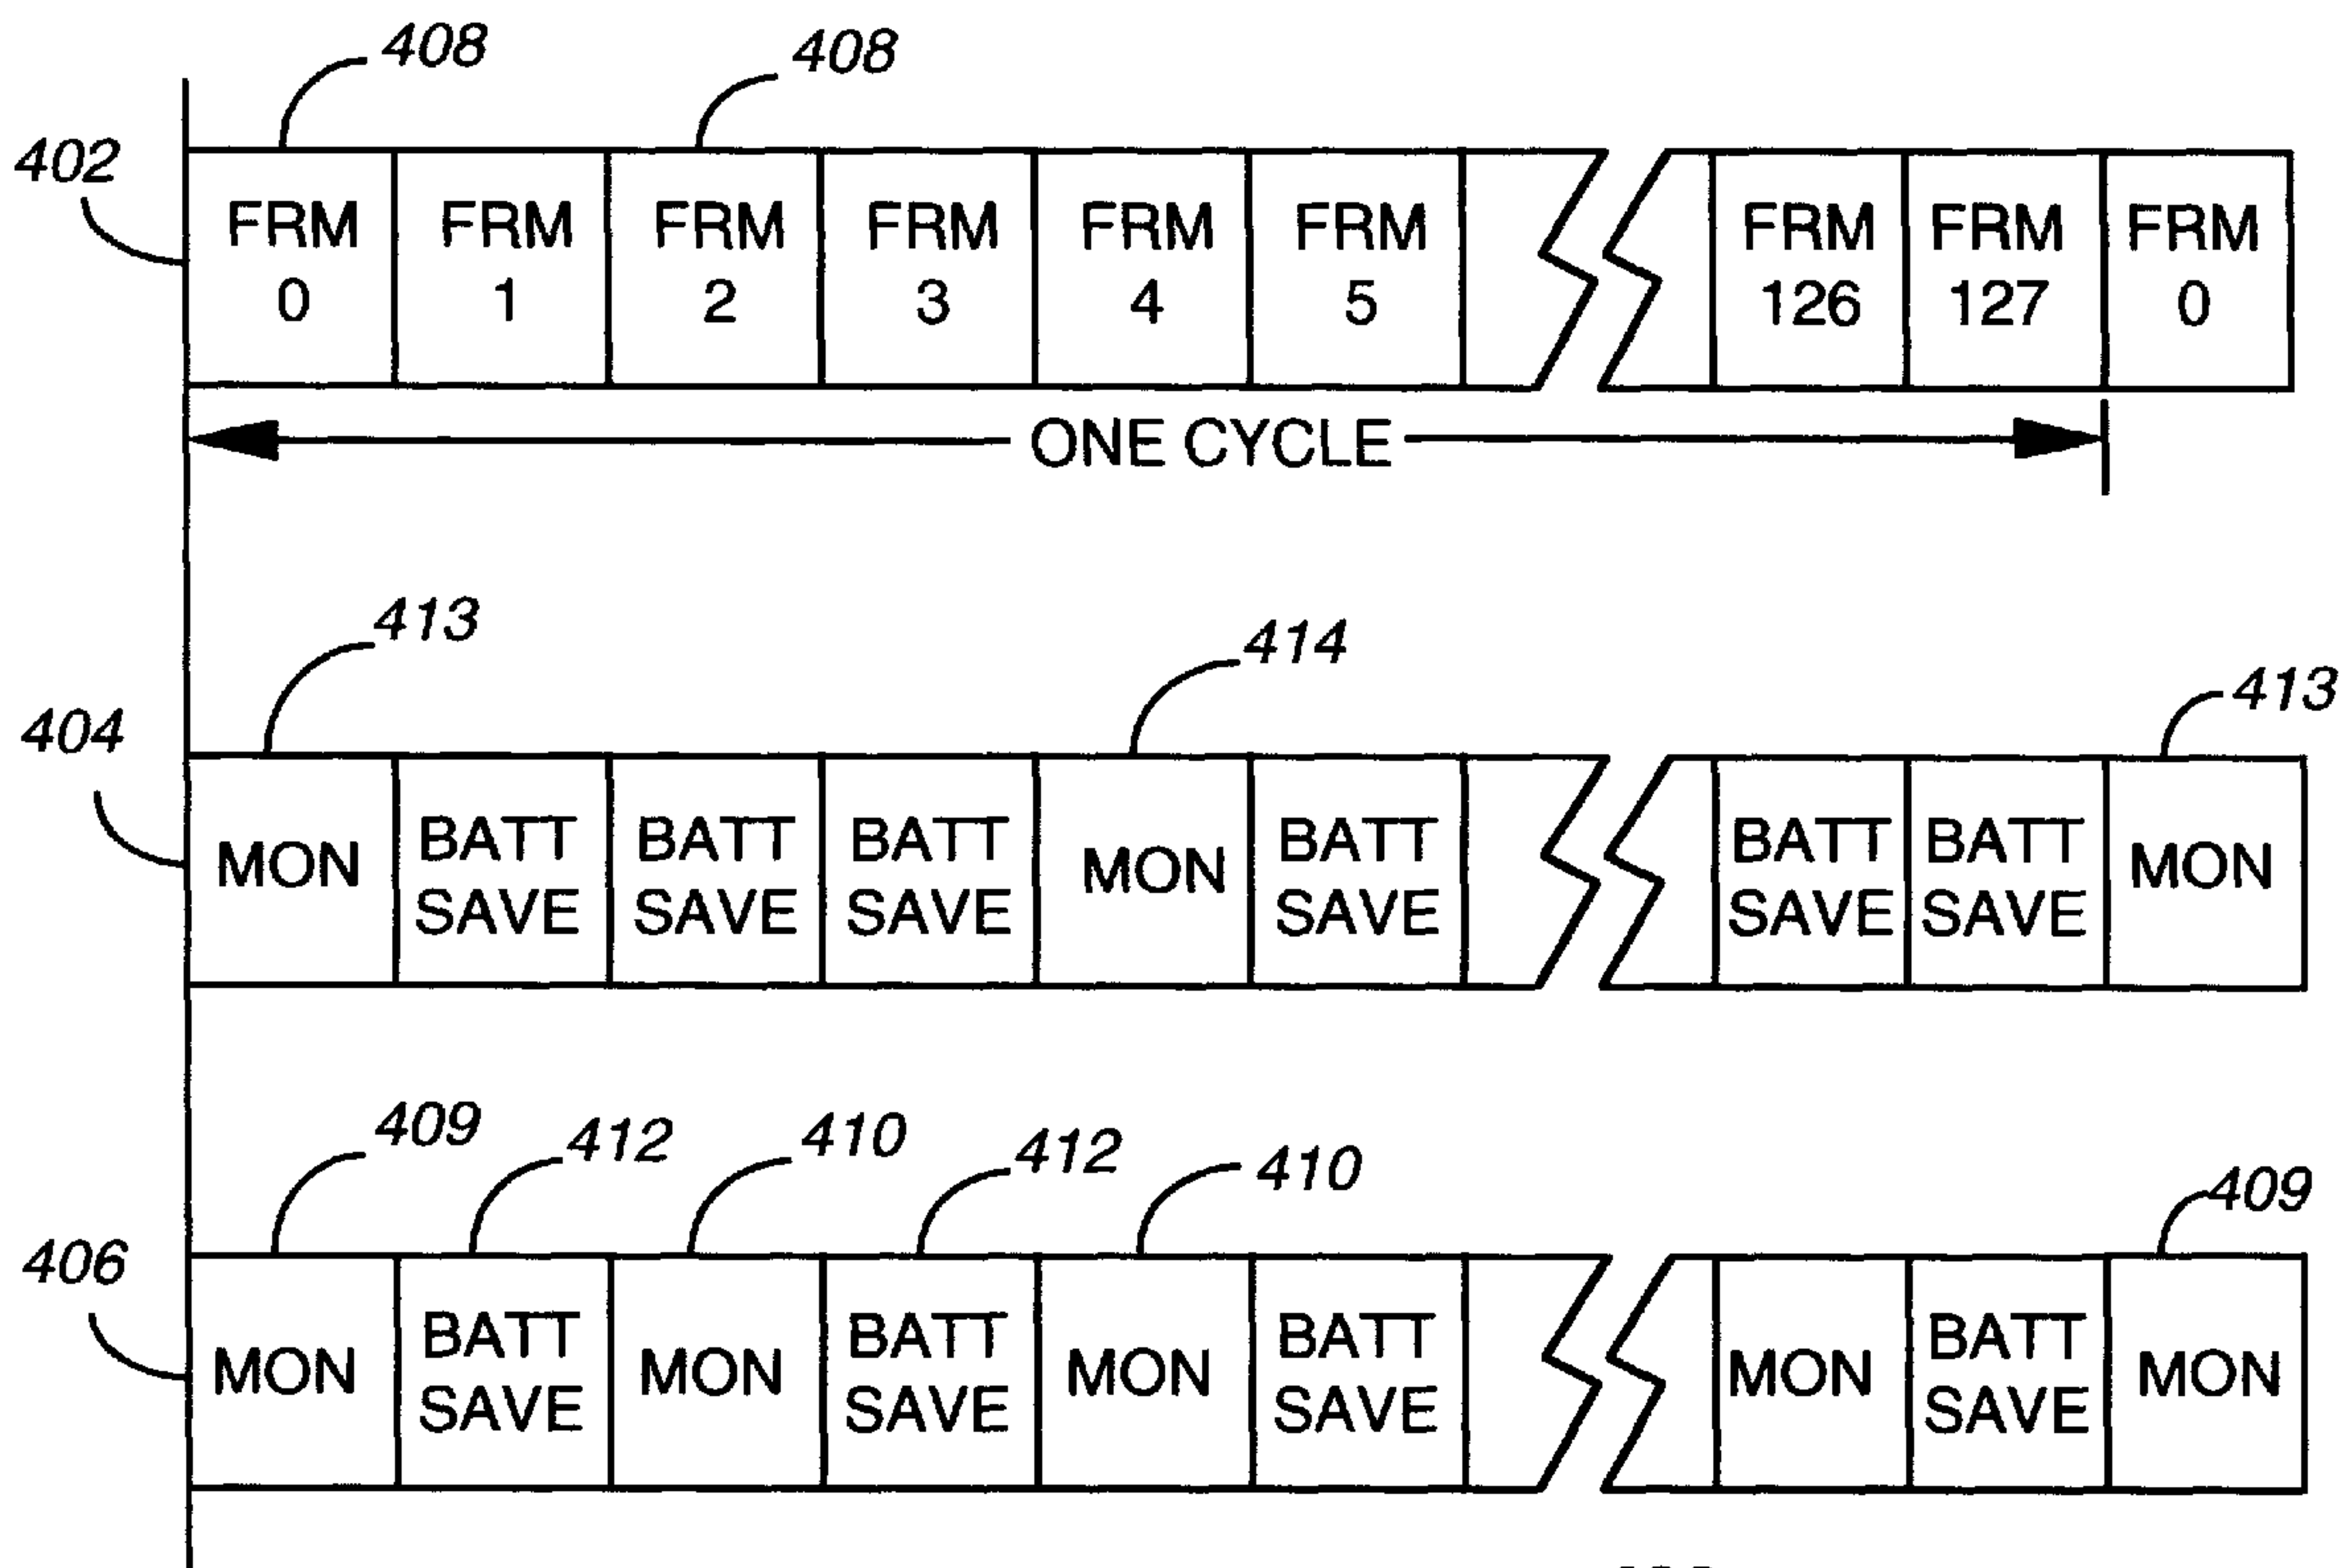 408 408
402
FRM FRM FRM FRM FRM FRM FRM FRM FRM
0 1 2 3 4 5 126 127 0
ONE CYCLE
413 414 413
404
BATT BATT BATT BATT BATT BATT
MON MON MON
SAVE SAVE SAVE SAVE SAVE SAVE
409 412 410 412 410 409
406
BATT BATT BATT BATT
MON MON MON MON MON
SAVE SAVE SAVE SAVE